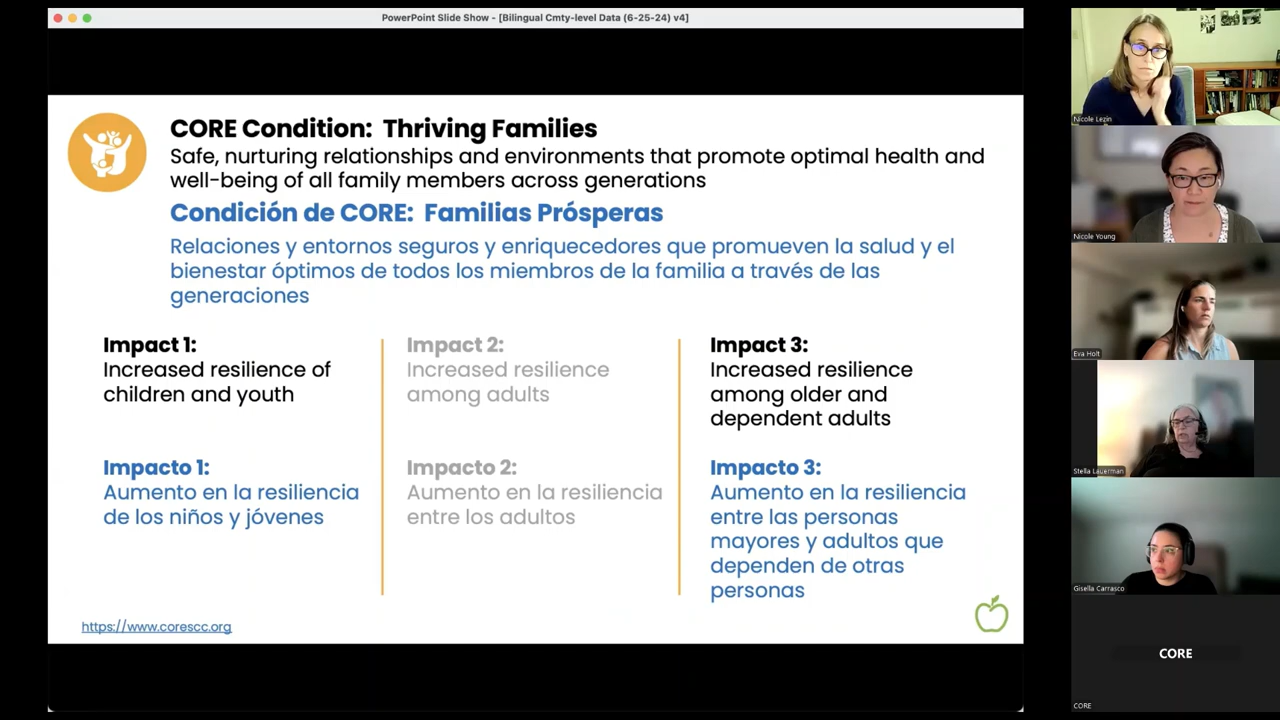 PowerPoint Slide Show - [Bilingual Cmty-level Data (6-25-24) v4]
CORE Condition: Thriving Families
Safe, nurturing relationships and environments that promote optimal health and
well-being of all family members across generations
Condición de CORE: Familias Prósperas
Relaciones y entornos seguros y enriquecedores que promueven la salud y el
bienestar óptimos de todos los miembros de la familia a través de las
generaciones
Impact 1:
Increased resilience of
children and youth
Impacto 1:
Aumento en la resiliencia
de los niños y jóvenes
Impact 2:
Increased resilience
among adults
Impacto 2:
Aumento en la resiliencia
entre los adultos
Impact 3:
Increased resilience
among older and
dependent adults
Impacto 3:
Aumento en la resiliencia
entre las personas
mayores y adultos que
dependen de otras
personas
https://www.corescc.org
Nicole Lezin
Nicole Young
Eva Holt
Stella Lauerman
Gisella Carrasco
CORE
CORE